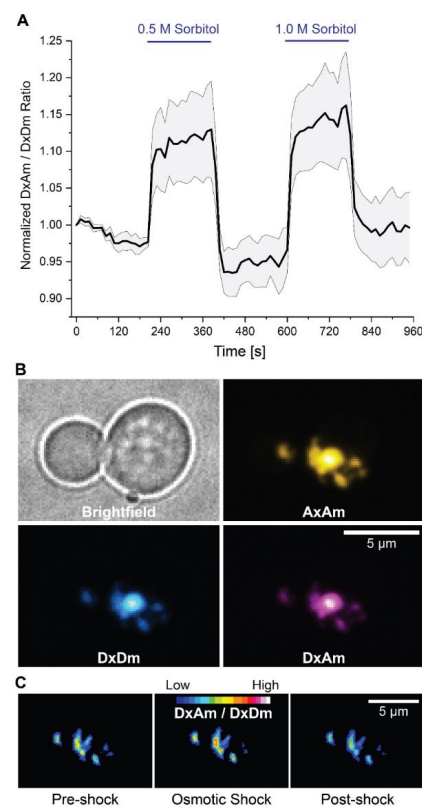 A
0.5 M Sorbitol
1.0 M Sorbitol
Normalized DxAm / DxDm Ratio
1.25
1.20
1.15
1.10
1.05
1.00
0.95
0.90
0 120 240 360 480 600 720 840 960
Time [s]
B
Brightfield
AxAm
5 µm
DxDm
DxAm
C
Low High
DxAm / DxDm
5 µm
Pre-shock Osmotic Shock Post-shock